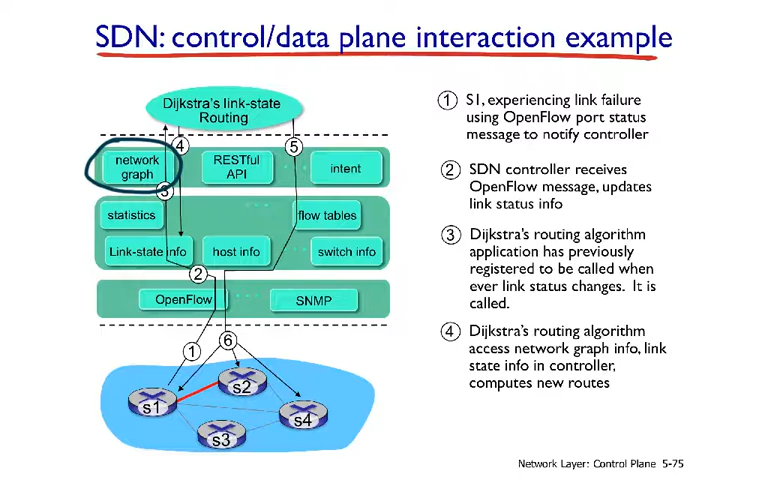 SDN: control/data plane interaction example
Dijkstra's link-state
Routing
4
5
network
graph
RESTful
API
intent
3
statistics
flow tables
Link-state info
host info
switch info
2
OpenFlow
SNMP
1
6
s1
s2
s3
s4
1 S1, experiencing link failure
using OpenFlow port status
message to notify controller
2 SDN controller receives
OpenFlow message, updates
link status info
3 Dijkstra's routing algorithm
application has previously
registered to be called when
ever link status changes. It is
called.
4 Dijkstra's routing algorithm
access network graph info, link
state info in controller,
computes new routes
Network Layer: Control Plane 5-75